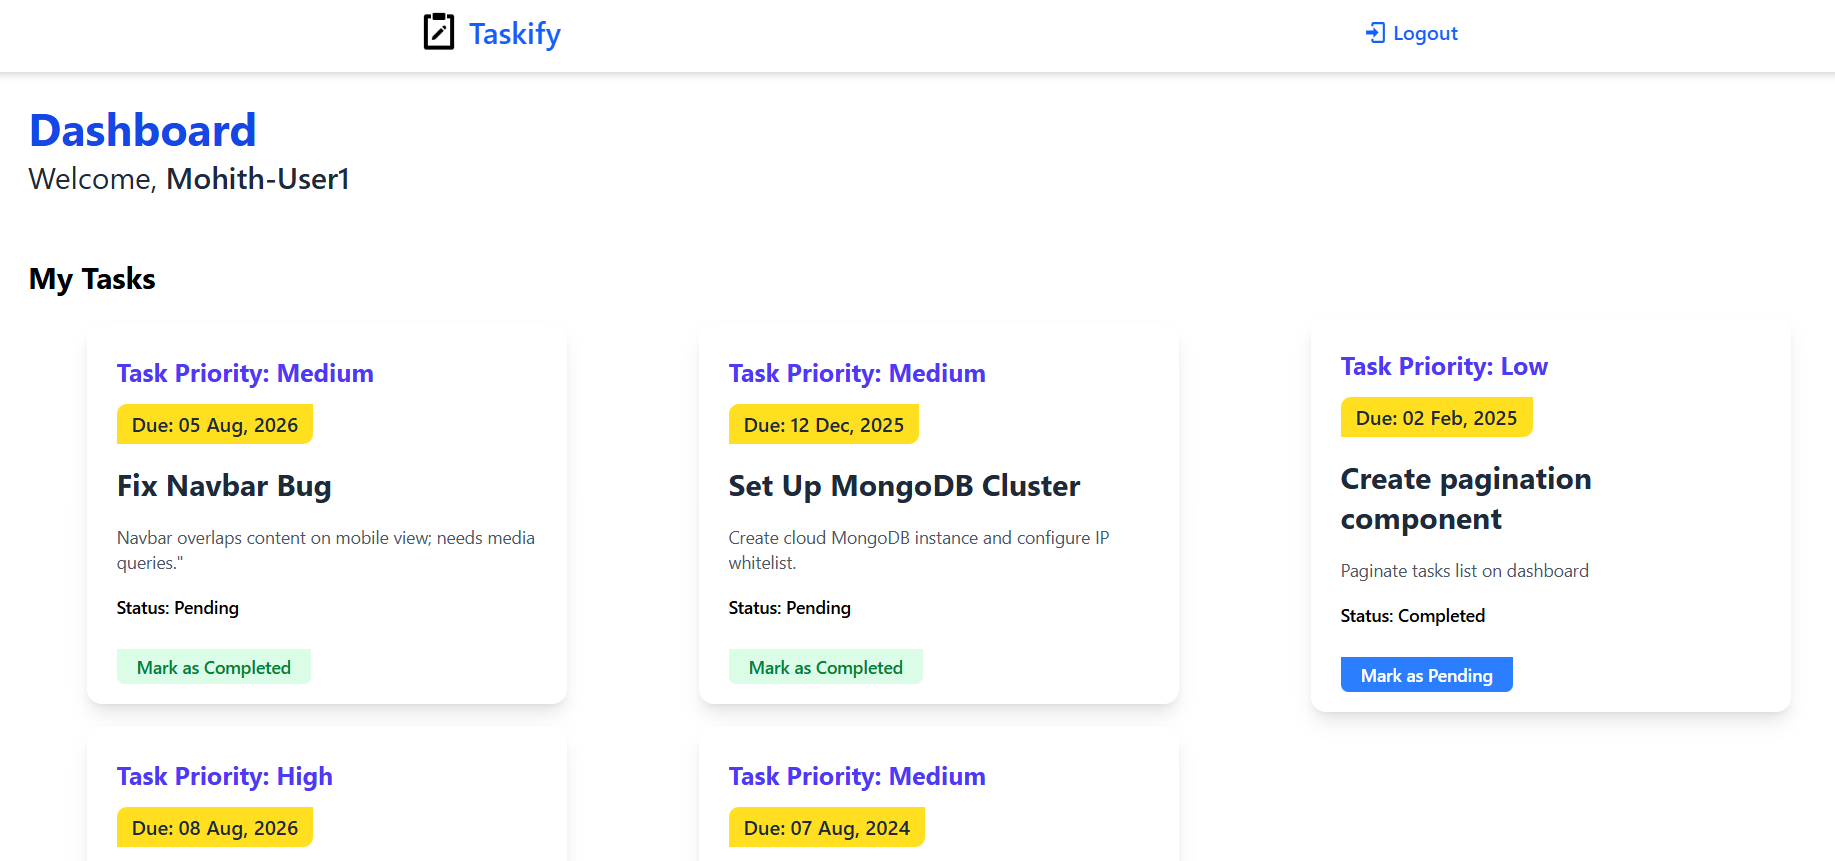 Taskify
Logout
Dashboard
Welcome, Mohith-User1
My Tasks
Task Priority: Medium
Due: 05 Aug, 2026
Fix Navbar Bug
Navbar overlaps content on mobile view; needs media
queries."
Status: Pending
Mark as Completed
Task Priority: Medium
Due: 12 Dec, 2025
Set Up MongoDB Cluster
Create cloud MongoDB instance and configure IP
whitelist.
Status: Pending
Mark as Completed
Task Priority: Low
Due: 02 Feb, 2025
Create pagination
component
Paginate tasks list on dashboard
Status: Completed
Mark as Pending
Task Priority: High
Due: 08 Aug, 2026
Task Priority: Medium
Due: 07 Aug, 2024